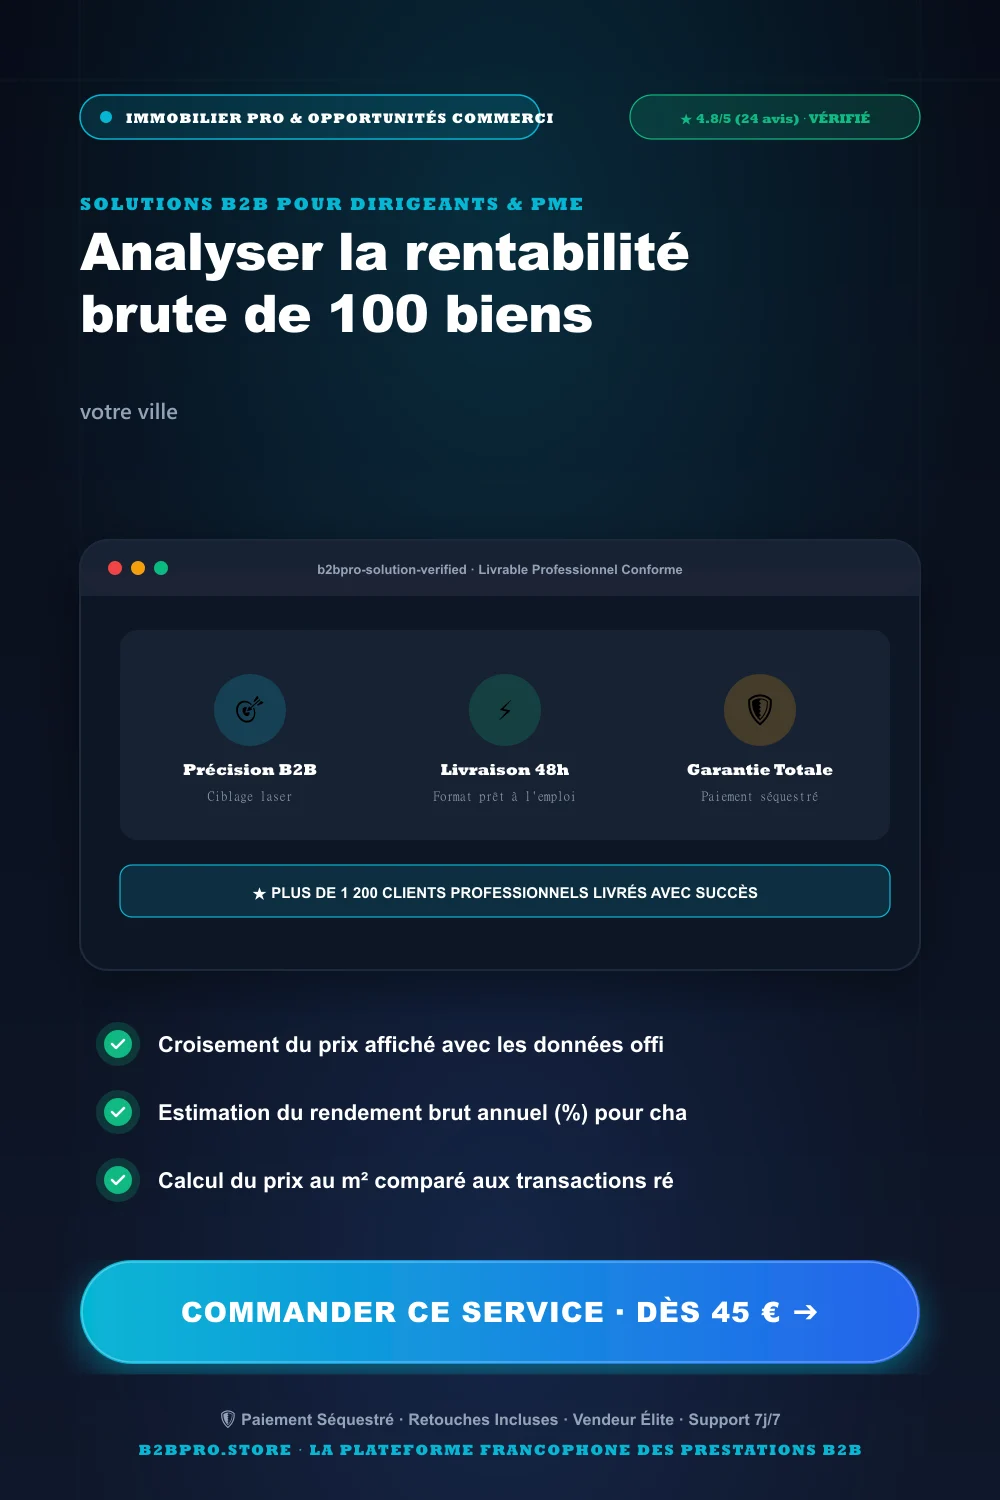 IMMOBILIER PRO & OPPORTUNITÉS COMMERCI
★ 4.8/5 (24 avis) · VÉRIFIÉ
SOLUTIONS B2B POUR DIRIGEANTS & PME
Analyser la rentabilité
brute de 100 biens
votre ville
b2bpro-solution-verified · Livrable Professionnel Conforme
Précision B2B
Ciblage laser
Livraison 48h
Format prêt à l'emploi
Garantie Totale
Paiement séquestré
★ PLUS DE 1 200 CLIENTS PROFESSIONNELS LIVRÉS AVEC SUCCÈS
Croisement du prix affiché avec les données offi
Estimation du rendement brut annuel (%) pour cha
Calcul du prix au m² comparé aux transactions ré
COMMANDER CE SERVICE · DÈS 45 € →
Paiement Séquestré · Retouches Incluses · Vendeur Élite · Support 7j/7
B2BPRO.STORE · LA PLATEFORME FRANCOPHONE DES PRESTATIONS B2B